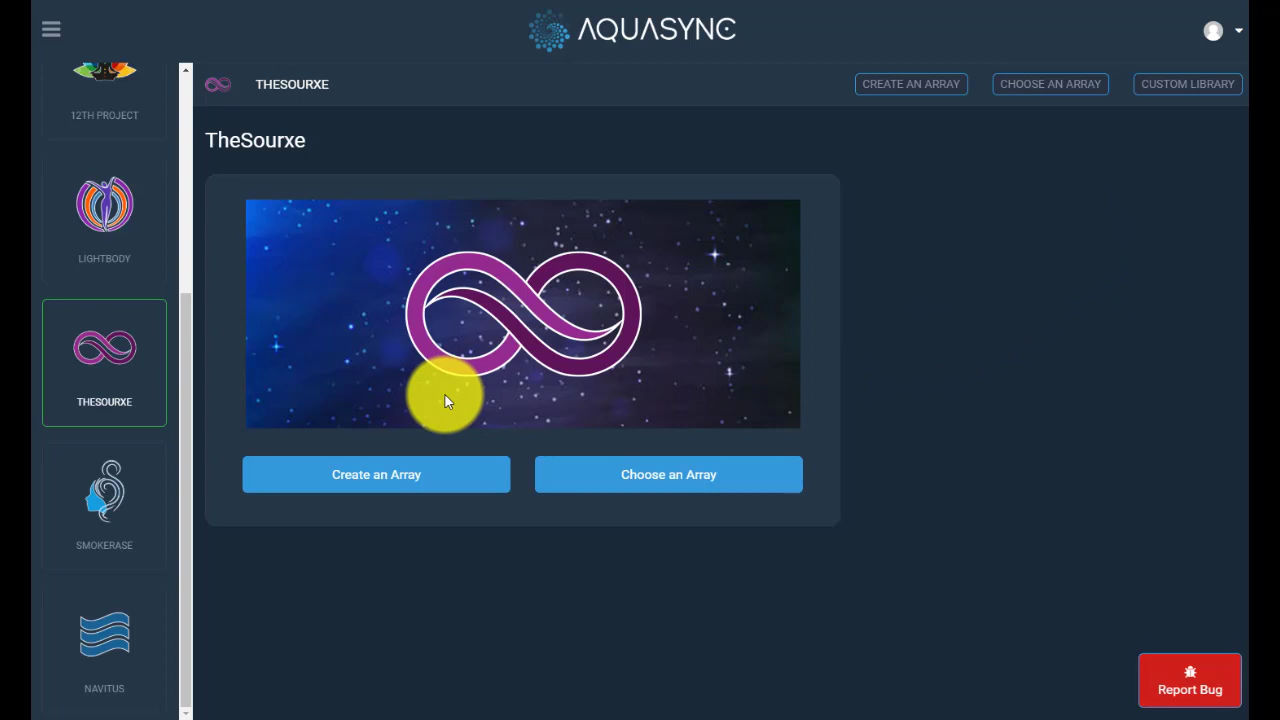 AQUASYNC
12TH PROJECT
LIGHTBODY
THESOURXE
SMOKERASE
NAVITUS
THESOURXE
CREATE AN ARRAY
CHOOSE AN ARRAY
CUSTOM LIBRARY
TheSourxe
Create an Array
Choose an Array
Report Bug